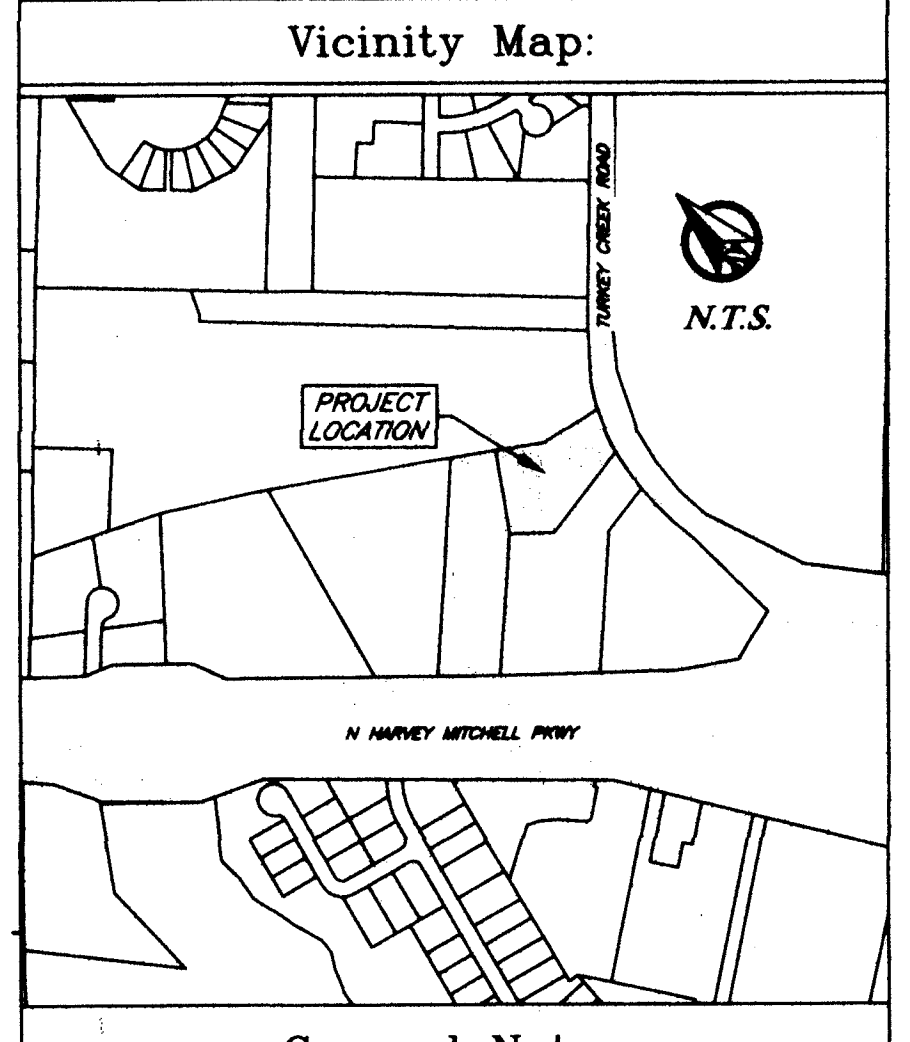 Vicinity Map:
TURKEY CREEK ROAD
N.T.S.
PROJECT
LOCATION
N HARVEY MITCHELL PKWY